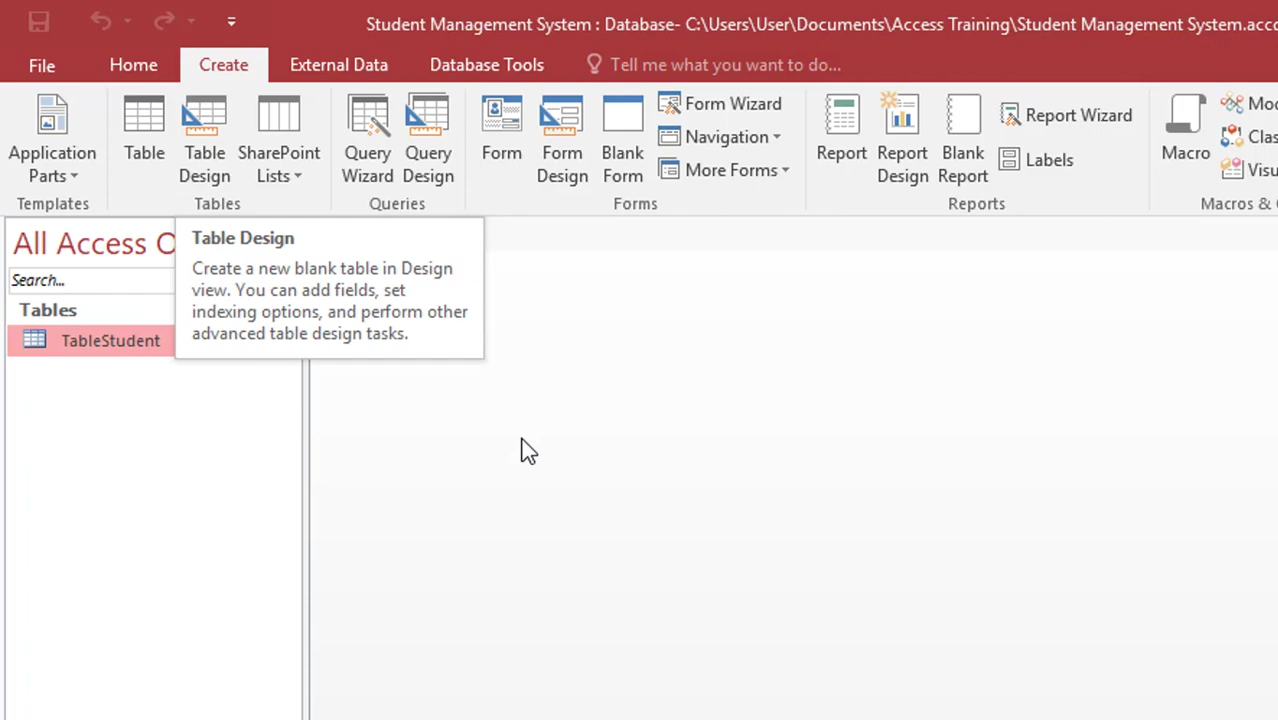 Student Management System : Database- C:\Users\User\Documents\Access Training\Student Management System.acc
File Home Create External Data Database Tools Tell me what you want to do...
Application Parts
Table
Table Design
SharePoint Lists
Query Wizard
Query Design
Form
Form Design
Blank Form
Form Wizard
Navigation
More Forms
Report
Report Design
Blank Report
Report Wizard
Labels
Macro
Mod
Clas
Visu
Templates Tables Queries Forms Reports Macros &
All Access O
Search...
Tables
TableStudent
Table Design
Create a new blank table in Design
view. You can add fields, set
indexing options, and perform other
advanced table design tasks.